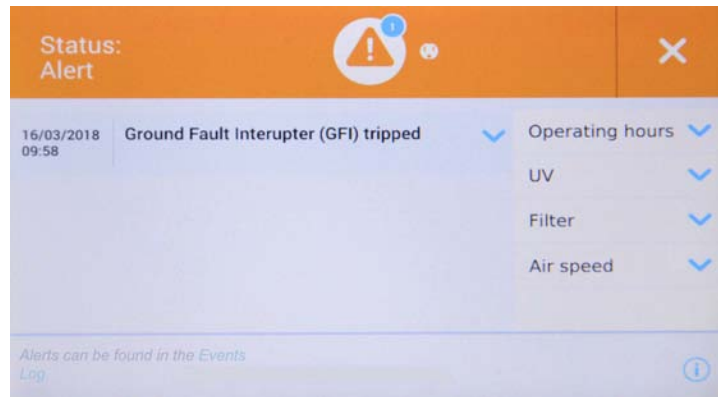 Status:
Alert
1
16/03/2018
09:58
Ground Fault Interupter (GFI) tripped
Operating hours
UV
Filter
Air speed
Alerts can be found in the Events
Log